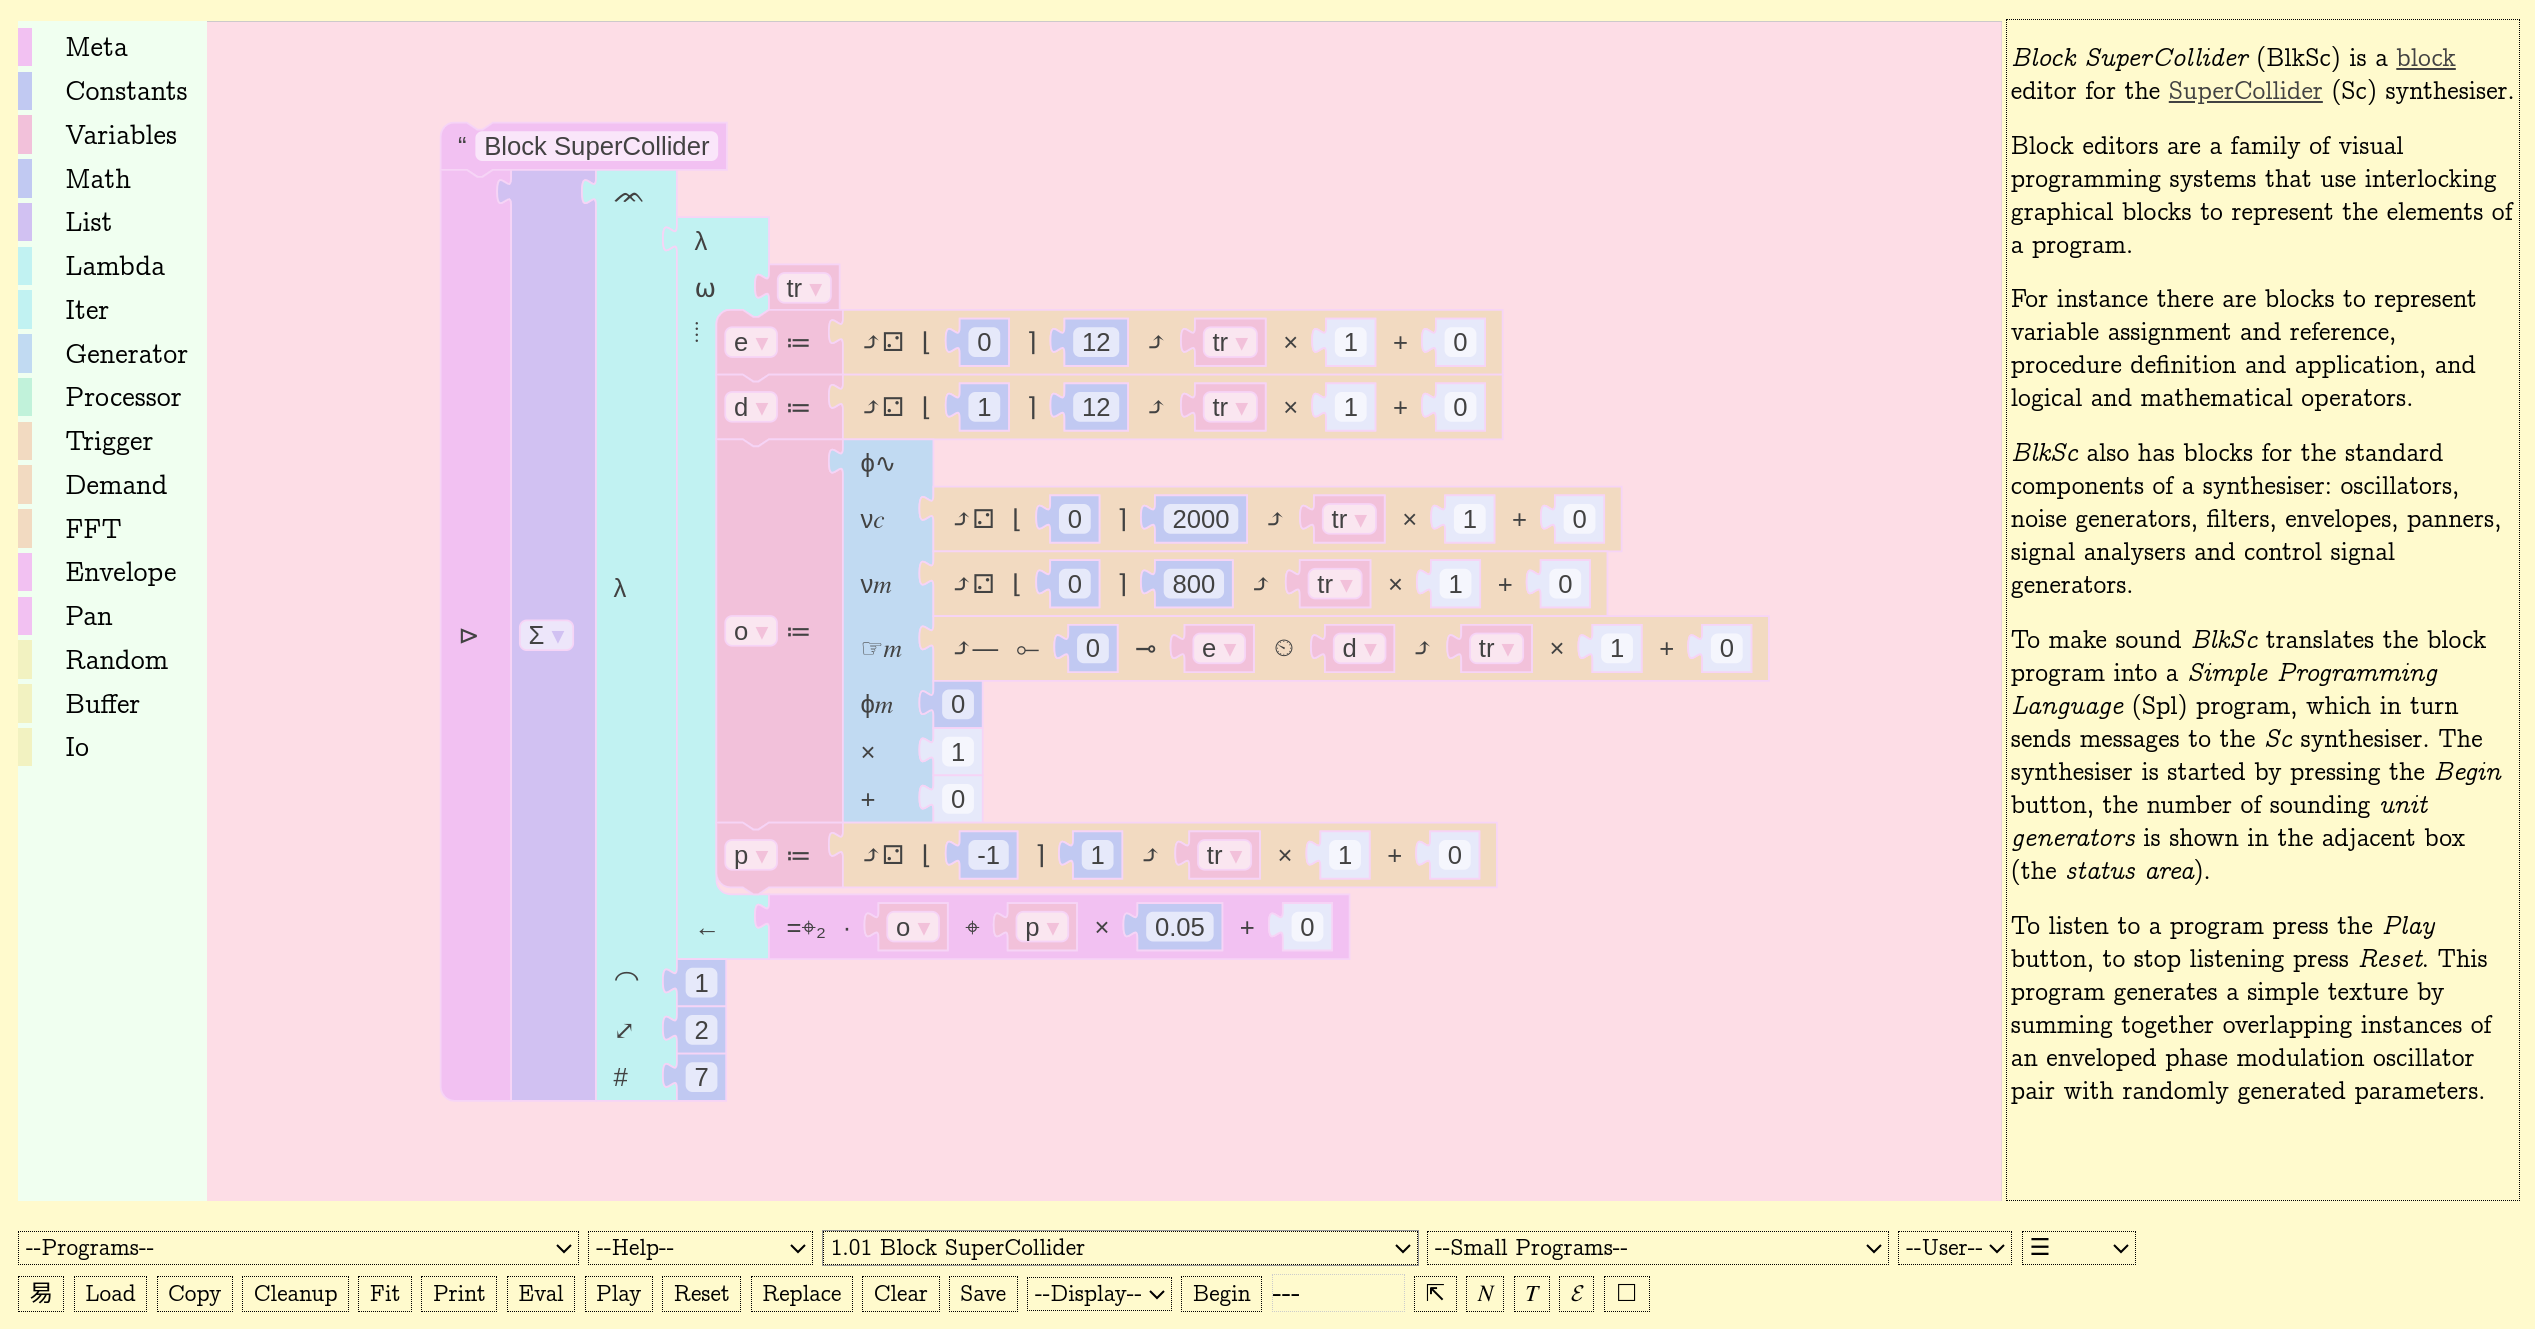 Meta
Constants
Variables
Math
List
Lambda
Iter
Generator
Processor
Trigger
Demand
FFT
Envelope
Pan
Random
Buffer
Io
“ Block SuperCollider
λ
ω tr
e ≔ ⤴⚂ ⌊ 0 ⌉ 12 ⤴ tr × 1 + 0
d ≔ ⤴⚂ ⌊ 1 ⌉ 12 ⤴ tr × 1 + 0
ϕ∿
νc ⤴⚂ ⌊ 0 ⌉ 2000 ⤴ tr × 1 + 0
νm ⤴⚂ ⌊ 0 ⌉ 800 ⤴ tr × 1 + 0
λ
▷ Σ
o ≔
☞m ⤴— ⟜ 0 ⊸ e ⏲ d ⤴ tr × 1 + 0
ϕm 0
× 1
+ 0
p ≔ ⤴⚂ ⌊ -1 ⌉ 1 ⤴ tr × 1 + 0
← =⌖₂ · o ⌖ p × 0.05 + 0
⌒ 1
⤢ 2
# 7
Block SuperCollider (BlkSc) is a block
editor for the SuperCollider (Sc) synthesiser.
Block editors are a family of visual
programming systems that use interlocking
graphical blocks to represent the elements of
a program.
For instance there are blocks to represent
variable assignment and reference,
procedure definition and application, and
logical and mathematical operators.
BlkSc also has blocks for the standard
components of a synthesiser: oscillators,
noise generators, filters, envelopes, panners,
signal analysers and control signal
generators.
To make sound BlkSc translates the block
program into a Simple Programming
Language (Spl) program, which in turn
sends messages to the Sc synthesiser. The
synthesiser is started by pressing the Begin
button, the number of sounding unit
generators is shown in the adjacent box
(the status area).
To listen to a program press the Play
button, to stop listening press Reset. This
program generates a simple texture by
summing together overlapping instances of
an enveloped phase modulation oscillator
pair with randomly generated parameters.
--Programs-- --Help-- 1.01 Block SuperCollider --Small Programs-- --User-- ☰
易 Load Copy Cleanup Fit Print Eval Play Reset Replace Clear Save --Display-- Begin --- ⇱ N T ℰ □